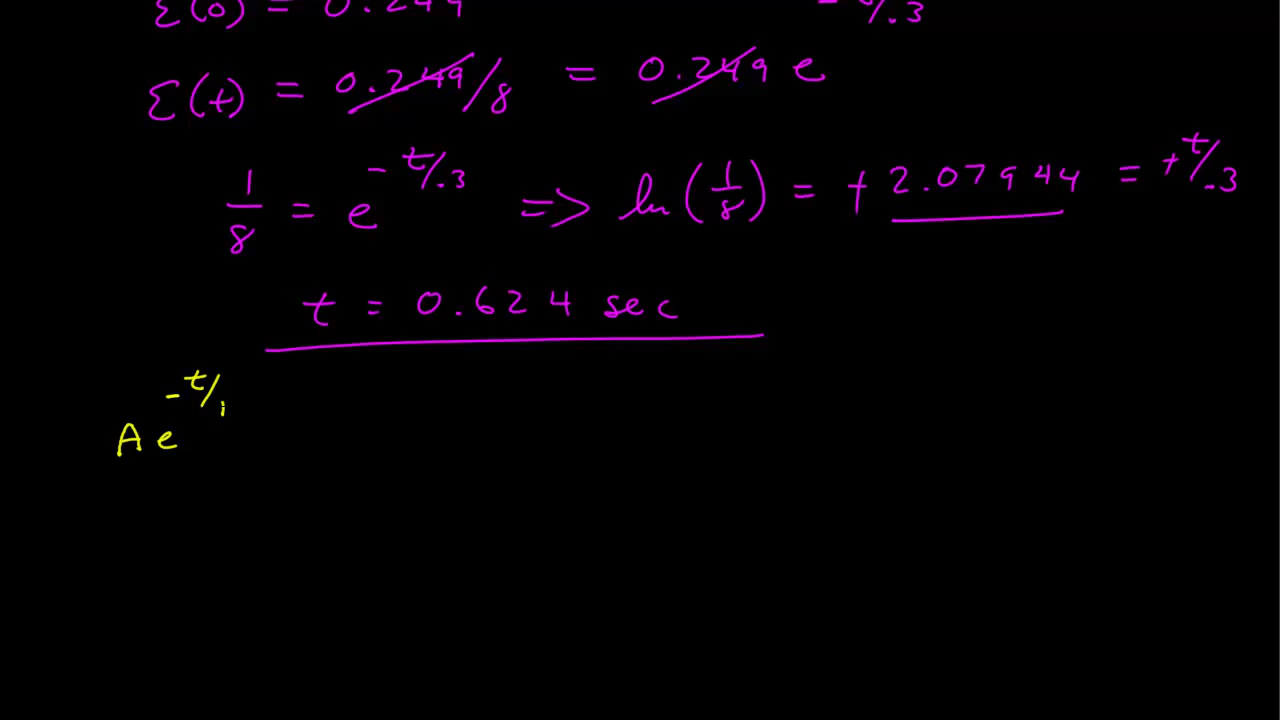 ε(0) = 0.249
ε(t) = 0.249/8 = 0.249 e^(-t/.3)
1/8 = e^(-t/.3) => ln(1/8) = + 2.07944 = + t/.3
t = 0.624 sec
A e^(-t/